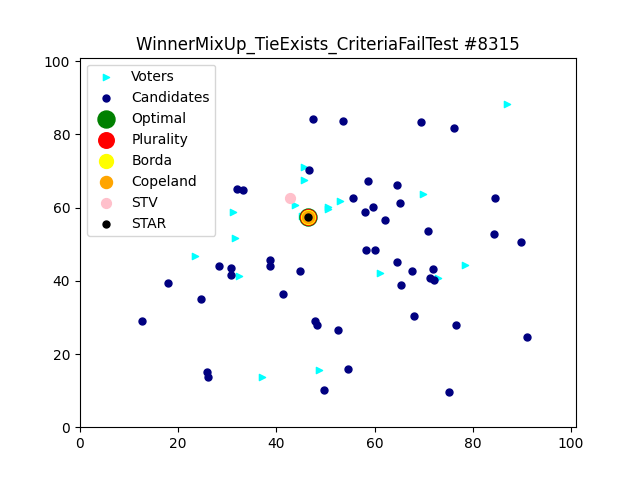 WinnerMixUp_TieExists_CriteriaFailTest #8315
Voters
Candidates
Optimal
Plurality
Borda
Copeland
STV
STAR
100
80
60
40
20
0
0 20 40 60 80 100